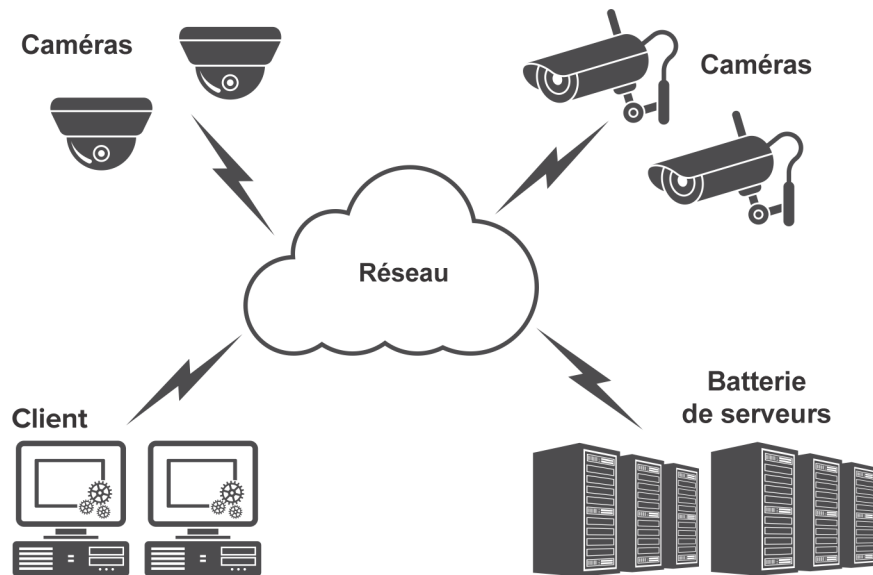 Caméras
Caméras
Réseau
Batterie
de serveurs
Client